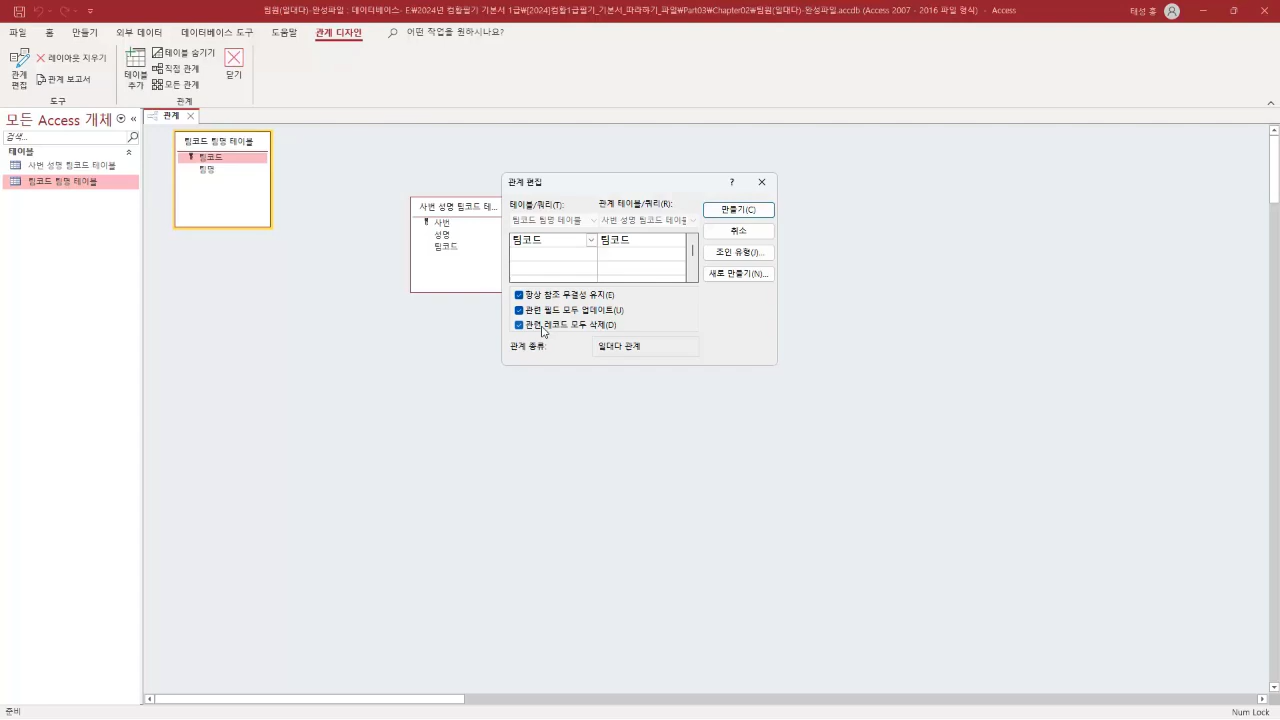 팀원(일대다)-완성파일 : 데이터베이스- E:₩2024년 컴활필기 기본서 1급₩[2024]컴활1급필기_기본서_따라하기_파일₩Part03₩Chapter02₩팀원(일대다)-완성파일.accdb (Access 2007 - 2016 파일 형식) - Access
태성 홍
파일 홈 만들기 외부 데이터 데이터베이스 도구 도움말 관계 디자인 어떤 작업을 원하시나요?
관계 편집
레이아웃 지우기
관계 보고서
도구
테이블 추가
테이블 숨기기
직접 관계
모든 관계
닫기
관계
모든 Access 개체
검색...
테이블
사번 성명 팀코드 테이블
팀코드 팀명 테이블
관계
팀코드 팀명 테이블
팀코드
팀명
사번 성명 팀코드 테...
사번
성명
팀코드
관계 편집
테이블/쿼리(T): 관계 테이블/쿼리(R):
팀코드 팀명 테이블 사번 성명 팀코드 테이블
팀코드 팀코드
만들기(C)
취소
조인 유형(J)...
새로 만들기(N)...
항상 참조 무결성 유지(E)
관련 필드 모두 업데이트(U)
관련 레코드 모두 삭제(D)
관계 종류: 일대다 관계
준비
Num Lock